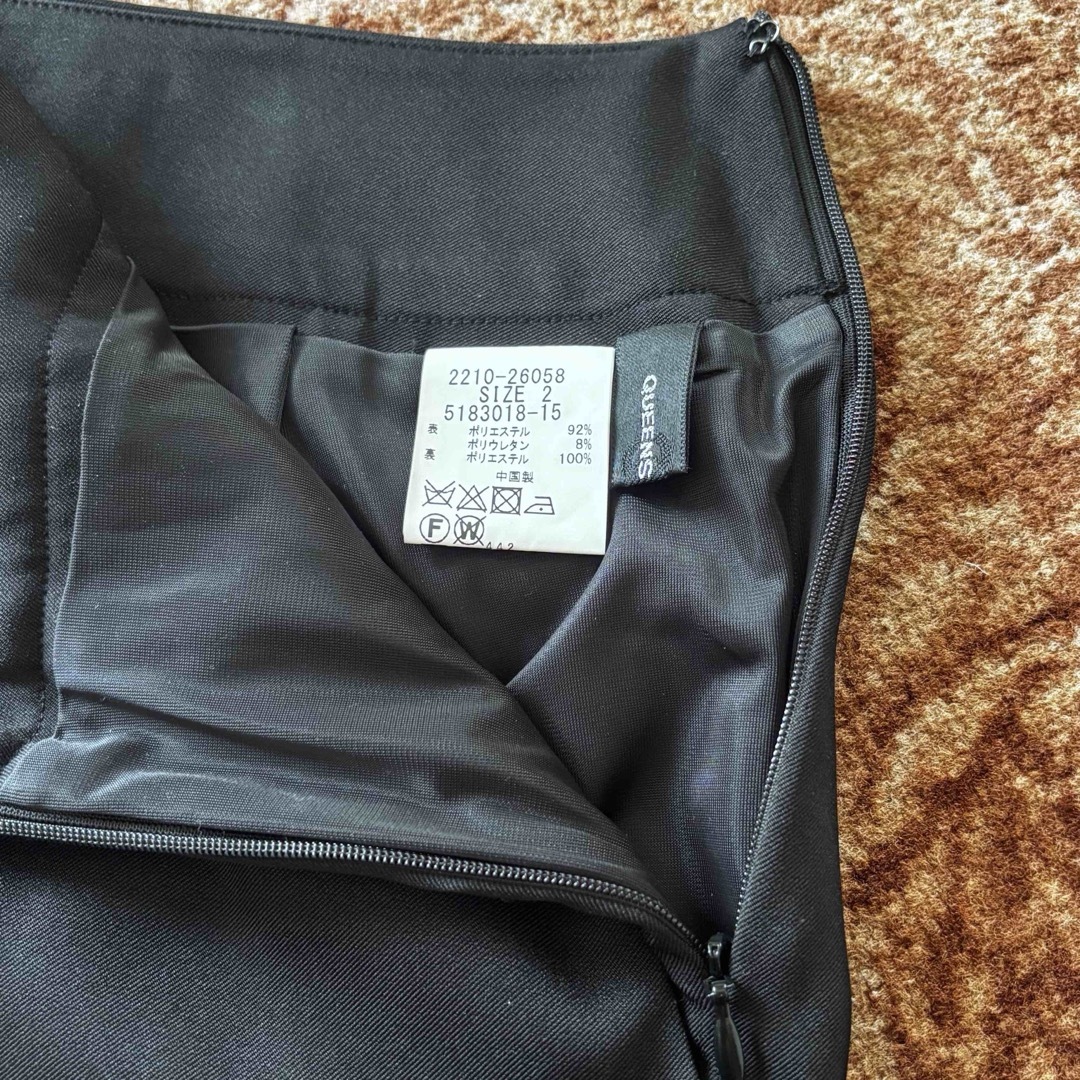 2210-26058
SIZE 2
5183018-15
表 ポリエステル 92%
ポリウレタン 8%
裏 ポリエステル 100%
中国製
F W
QUEENS